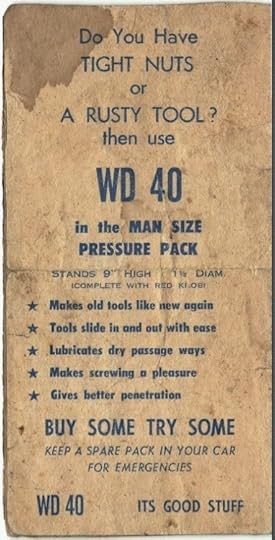 Do You Have
TIGHT NUTS
or
A RUSTY TOOL?
then use
WD 40
in the MAN SIZE
PRESSURE PACK
STANDS 9" HIGH 1½ DIAM.
(COMPLETE WITH RED KNOB)
★ Makes old tools like new again
★ Tools slide in and out with ease
★ Lubricates dry passage ways
★ Makes screwing a pleasure
★ Gives better penetration
BUY SOME TRY SOME
KEEP A SPARE PACK IN YOUR CAR
FOR EMERGENCIES
WD 40 ITS GOOD STUFF